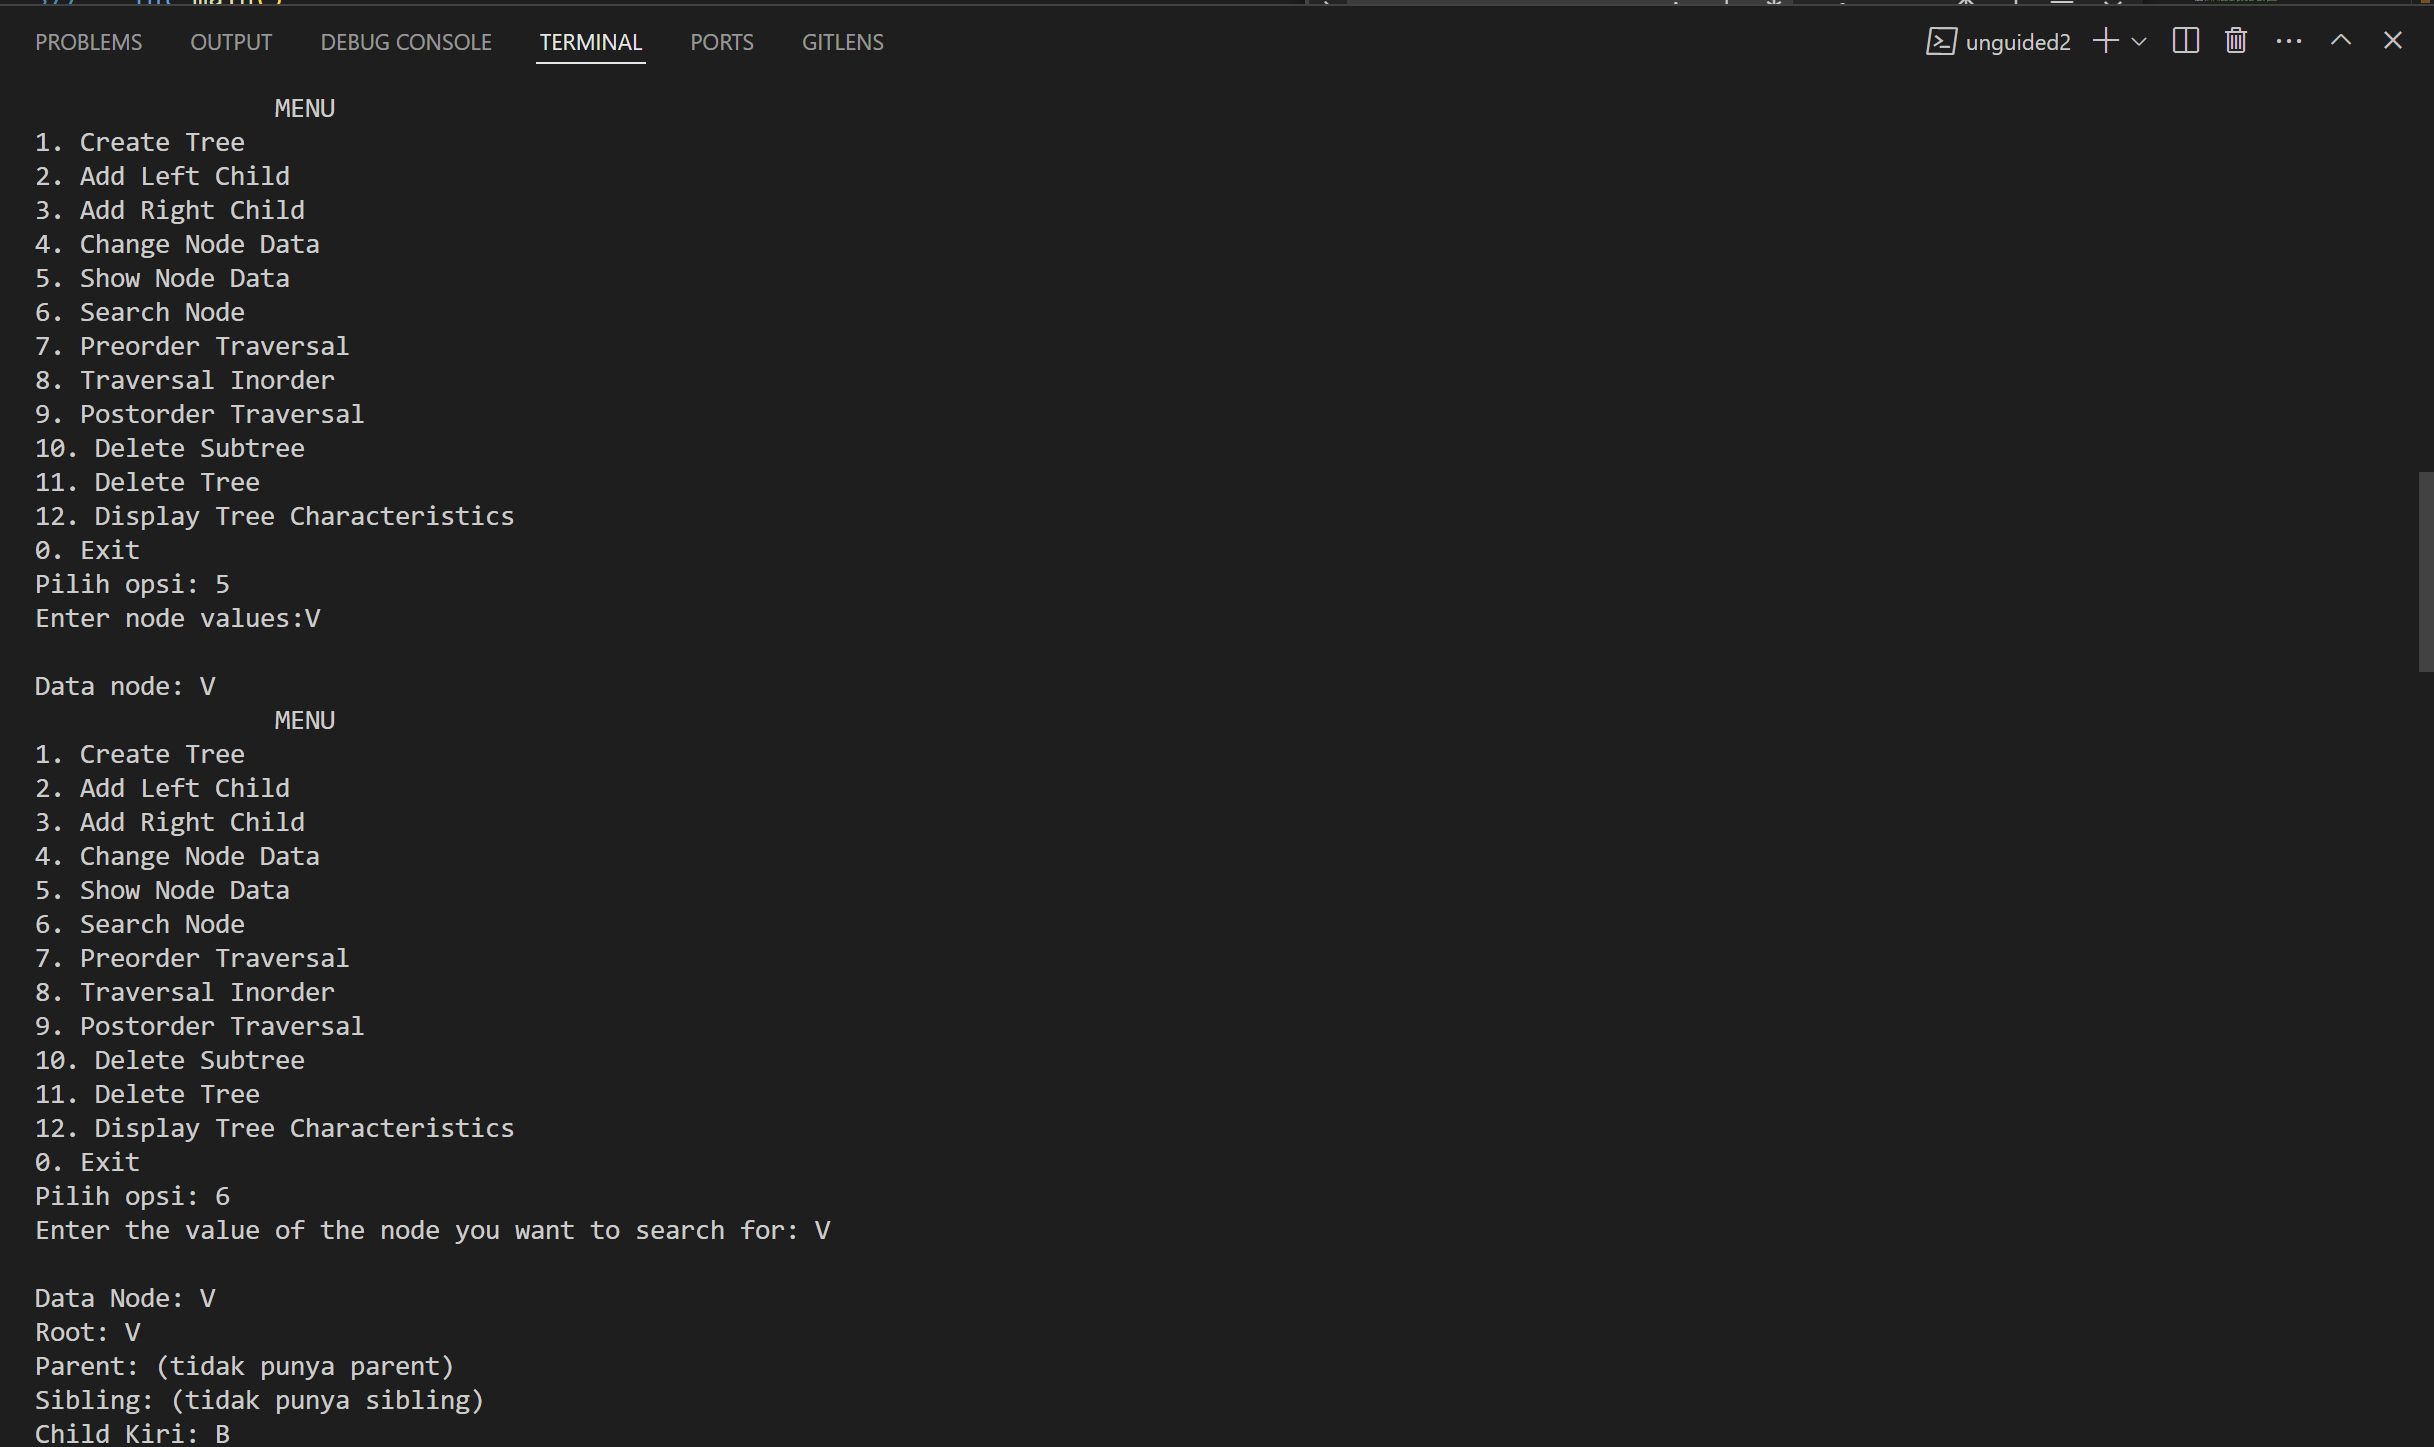 PROBLEMS OUTPUT DEBUG CONSOLE TERMINAL PORTS GITLENS unguided2
MENU
1. Create Tree
2. Add Left Child
3. Add Right Child
4. Change Node Data
5. Show Node Data
6. Search Node
7. Preorder Traversal
8. Traversal Inorder
9. Postorder Traversal
10. Delete Subtree
11. Delete Tree
12. Display Tree Characteristics
0. Exit
Pilih opsi: 5
Enter node values:V
Data node: V
MENU
1. Create Tree
2. Add Left Child
3. Add Right Child
4. Change Node Data
5. Show Node Data
6. Search Node
7. Preorder Traversal
8. Traversal Inorder
9. Postorder Traversal
10. Delete Subtree
11. Delete Tree
12. Display Tree Characteristics
0. Exit
Pilih opsi: 6
Enter the value of the node you want to search for: V
Data Node: V
Root: V
Parent: (tidak punya parent)
Sibling: (tidak punya sibling)
Child Kiri: B